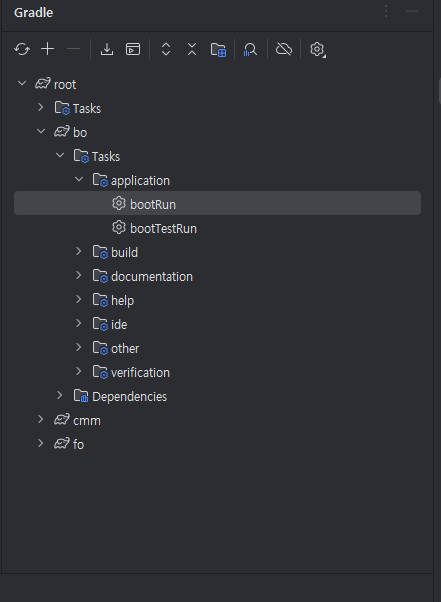 Gradle
root
Tasks
bo
Tasks
application
bootRun
bootTestRun
build
documentation
help
ide
other
verification
Dependencies
cmm
fo